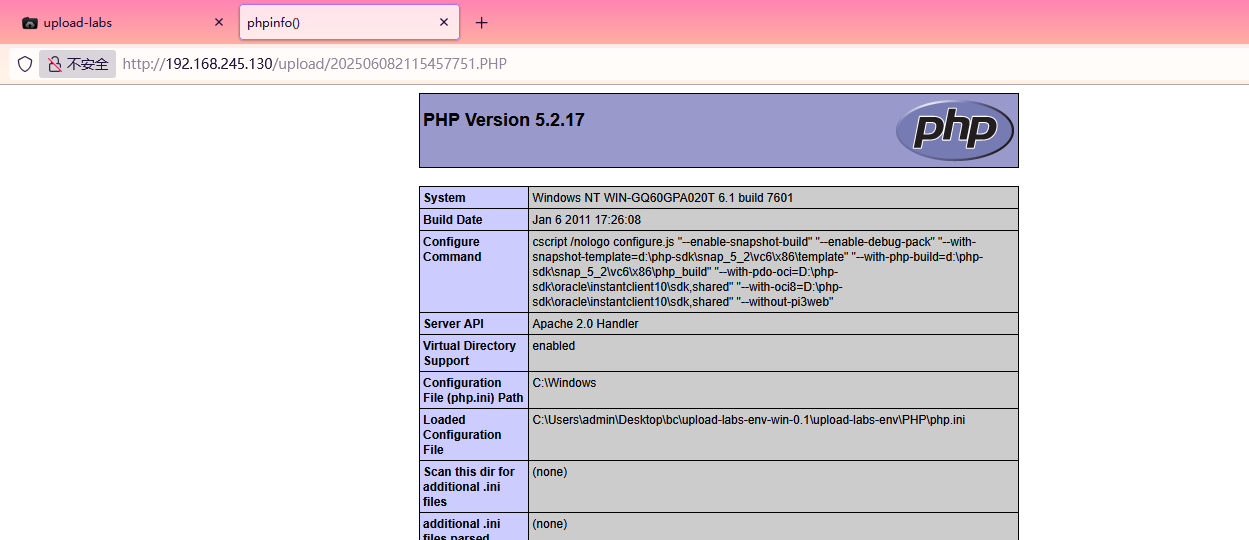 upload-labs
phpinfo()
不安全 http://192.168.245.130/upload/202506082115457751.PHP
PHP Version 5.2.17
php
System Windows NT WIN-GQ60GPA020T 6.1 build 7601
Build Date Jan 6 2011 17:26:08
Configure Command
cscript /nologo configure.js "--enable-snapshot-build" "--enable-debug-pack" "--with-
snapshot-template=d:\php-sdk\snap_5_2\vc6\x86\template" "--with-php-build=d:\php-
sdk\snap_5_2\vc6\x86\php_build" "--with-pdo-oci=D:\php-
sdk\oracle\instantclient10\sdk,shared" "--with-oci8=D:\php-
sdk\oracle\instantclient10\sdk,shared" "--without-pi3web"
Server API Apache 2.0 Handler
Virtual Directory
Support
enabled
Configuration
File (php.ini) Path
C:\Windows
Loaded
Configuration
File
C:\Users\admin\Desktop\bc\upload-labs-env-win-0.1\upload-labs-env\PHP\php.ini
Scan this dir for
additional .ini
files
(none)
additional .ini
files parsed
(none)